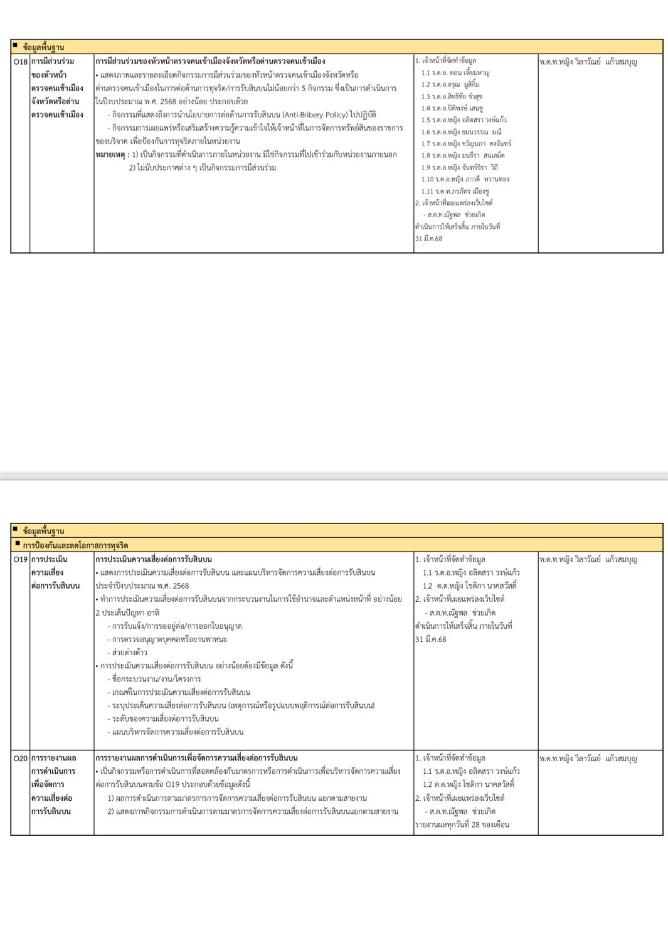 ▪ ข้อมูลพื้นฐาน
O18 การมีส่วนร่วม
ของหัวหน้า
ตรวจคนเข้าเมือง
จังหวัดหรือด่าน
ตรวจคนเข้าเมือง
การมีส่วนร่วมของหัวหน้าตรวจคนเข้าเมืองจังหวัดหรือด่านตรวจคนเข้าเมือง
• แสดงภาพและรายละเอียดกิจกรรมการมีส่วนร่วมของหัวหน้าตรวจคนเข้าเมืองจังหวัดหรือ
ด่านตรวจคนเข้าเมืองในการต่อต้านการทุจริต/การรับสินบนไม่น้อยกว่า 5 กิจกรรม ซึ่งเป็นการดำเนินการ
ในปีงบประมาณ พ.ศ. 2568 อย่างน้อย ประกอบด้วย
- กิจกรรมที่แสดงถึงการนำนโยบายการต่อต้านการรับสินบน (Anti-Bribery Policy) ไปปฏิบัติ
- กิจกรรมการเผยแพร่หรือเสริมสร้างความรู้ความเข้าใจให้เจ้าหน้าที่ในการจัดการทรัพย์สินของราชการ
ของบริจาค เพื่อป้องกันการทุจริตภายในหน่วยงาน
หมายเหตุ : 1) เป็นกิจกรรมที่ดำเนินการภายในหน่วยงาน มิใช่กิจกรรมที่ไปเข้าร่วมกับหน่วยงานภายนอก
2) ไม่นับประกาศต่าง ๆ เป็นกิจกรรมการมีส่วนร่วม
1. เจ้าหน้าที่จัดทำข้อมูล
1.1 ร.ต.อ. ดอน เพี้ยมหาญ
1.2 ร.ต.อ.อรุณ มูสิกิ้ม
1.3 ร.ต.อ.สิทธิชัย ชำสุข
1.4 ร.ต.อ.ปิติพงษ์ เสนชู
1.5 ร.ต.อ.หญิง อลิตสรา วงษ์แก้ว
1.6 ร.ต.อ.หญิง ชมนวรรณ มณี
1.7 ร.ต.อ.หญิง ขวัญนภา คงจันทร์
1.8 ร.ต.อ.หญิง มนธีรา สนเสม็ด
1.9 ร.ต.อ.หญิง จันทร์จิรา วิถี
1.10 ร.ต.อ.หญิง ภาวดี หวานทอง
1.11 ร.ต.ท.ภรภัทร เมืองชู
2. เจ้าหน้าที่เผยแพร่ลงเว็บไซต์
- ส.ต.ท.ณัฐพล ช่วยเกิด
ดำเนินการให้เสร็จสิ้น ภายในวันที่
31 มี.ค.68
พ.ต.ท.หญิง วิลาวัณย์ แก้วสมบุญ
▪ ข้อมูลพื้นฐาน
▪ การป้องกันและลดโอกาสการทุจริต
O19 การประเมิน
ความเสี่ยง
ต่อการรับสินบน
การประเมินความเสี่ยงต่อการรับสินบน
• แสดงการประเมินความเสี่ยงต่อการรับสินบน และแผนบริหารจัดการความเสี่ยงต่อการรับสินบน
ประจำปีงบประมาณ พ.ศ. 2568
• ทำการประเมินความเสี่ยงต่อการรับสินบนจากกระบวนงานในการใช้อำนาจและตำแหน่งหน้าที่ อย่างน้อย
2 ประเด็นปัญหา อาทิ
- การรับแจ้ง/การขออยู่ต่อ/การออกใบอนุญาต
- การตรวจอนุญาตบุคคลหรือยานพาหนะ
- ส่วยต่างด้าว
• การประเมินความเสี่ยงต่อการรับสินบน อย่างน้อยต้องมีข้อมูล ดังนี้
- ชื่อกระบวนงาน/งาน/โครงการ
- เกณฑ์ในการประเมินความเสี่ยงต่อการรับสินบน
- ระบุประเด็นความเสี่ยงต่อการรับสินบน (เหตุการณ์หรือรูปแบบพฤติการณ์ต่อการรับสินบน)
- ระดับของความเสี่ยงต่อการรับสินบน
- แผนบริหารจัดการความเสี่ยงต่อการรับสินบน
1. เจ้าหน้าที่จัดทำข้อมูล
1.1 ร.ต.อ.หญิง อลิตสรา วงษ์แก้ว
1.2 ด.ต.หญิง โชติกา นาคสวัสดิ์
2. เจ้าหน้าที่เผยแพร่ลงเว็บไซต์
- ส.ต.ท.ณัฐพล ช่วยเกิด
ดำเนินการให้เสร็จสิ้น ภายในวันที่
31 มี.ค.68
พ.ต.ท.หญิง วิลาวัณย์ แก้วสมบุญ
O20 การรายงานผล
การดำเนินการ
เพื่อจัดการ
ความเสี่ยงต่อ
การรับสินบน
การรายงานผลการดำเนินการเพื่อจัดการความเสี่ยงต่อการรับสินบน
• เป็นกิจกรรมหรือการดำเนินการที่สอดคล้องกับมาตรการหรือการดำเนินการเพื่อบริหารจัดการความเสี่ยง
ต่อการรับสินบนตามข้อ O19 ประกอบด้วยข้อมูลดังนี้
1) ผลการดำเนินการตามมาตรการการจัดการความเสี่ยงต่อการรับสินบน แยกตามสายงาน
2) แสดงภาพกิจกรรมการดำเนินการตามมาตรการการจัดการความเสี่ยงต่อการรับสินบนแยกตามสายงาน
1. เจ้าหน้าที่จัดทำข้อมูล
1.1 ร.ต.อ.หญิง อลิตสรา วงษ์แก้ว
1.2 ด.ต.หญิง โชติกา นาคสวัสดิ์
2. เจ้าหน้าที่เผยแพร่ลงเว็บไซต์
- ส.ต.ท.ณัฐพล ช่วยเกิด
รายงานผลทุกวันที่ 28 ของเดือน
พ.ต.ท.หญิง วิลาวัณย์ แก้วสมบุญ